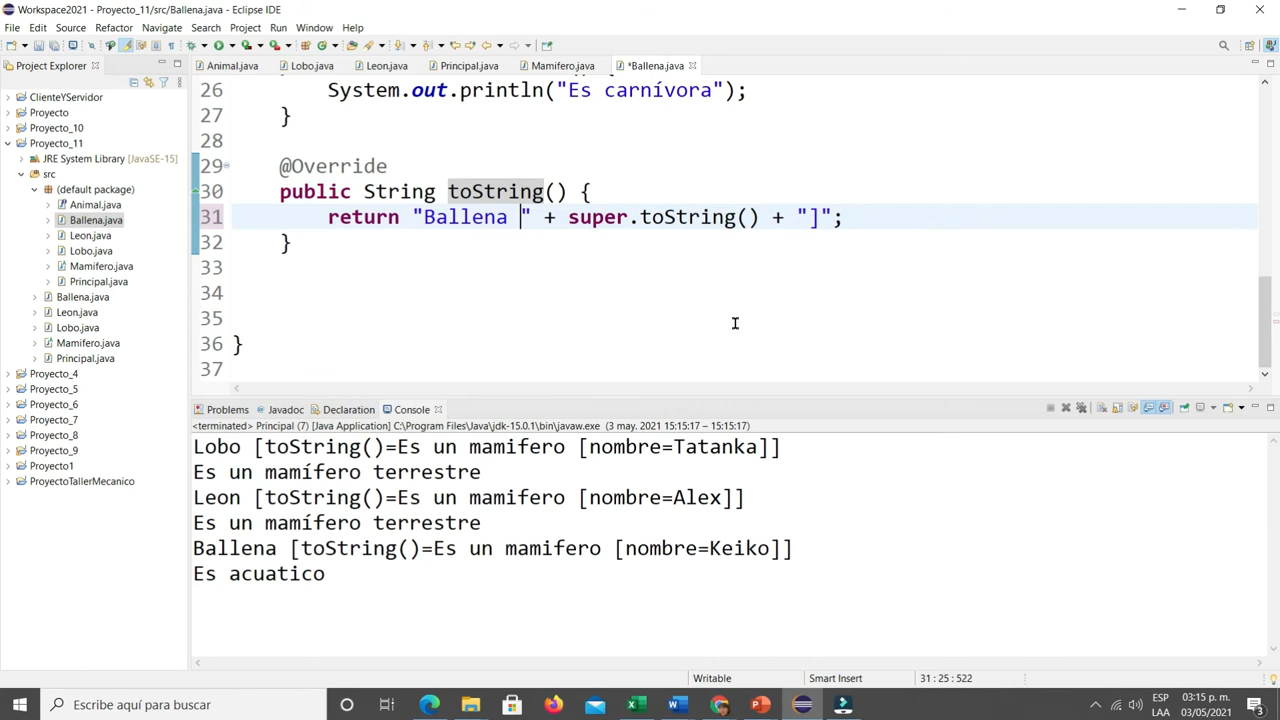 Workspace2021 - Proyecto_11/src/Ballena.java - Eclipse IDE
File Edit Source Refactor Navigate Search Project Run Window Help
Project Explorer
Animal.java Lobo.java Leon.java Principal.java Mamifero.java *Ballena.java
ClienteYServidor
Proyecto
Proyecto_10
Proyecto_11
JRE System Library [JavaSE-15]
src
(default package)
Animal.java
Ballena.java
Leon.java
Lobo.java
Mamifero.java
Principal.java
Ballena.java
Leon.java
Lobo.java
Mamifero.java
Principal.java
Proyecto_4
Proyecto_5
Proyecto_6
Proyecto_7
Proyecto_8
Proyecto_9
Proyecto1
ProyectoTallerMecanico
26 System.out.println("Es carnívora");
27 }
28
29 @Override
30 public String toString() {
31 return "Ballena " + super.toString() + "]";
32 }
33
34
35
36 }
37
Problems Javadoc Declaration Console
<terminated> Principal (7) [Java Application] C:\Program Files\Java\jdk-15.0.1\bin\javaw.exe (3 may. 2021 15:15:17 – 15:15:17)
Lobo [toString()=Es un mamifero [nombre=Tatanka]]
Es un mamífero terrestre
Leon [toString()=Es un mamifero [nombre=Alex]]
Es un mamífero terrestre
Ballena [toString()=Es un mamifero [nombre=Keiko]]
Es acuatico
Writable Smart Insert 31 : 25 : 522
Escribe aquí para buscar
ESP
LAA
03:15 p. m.
03/05/2021
3